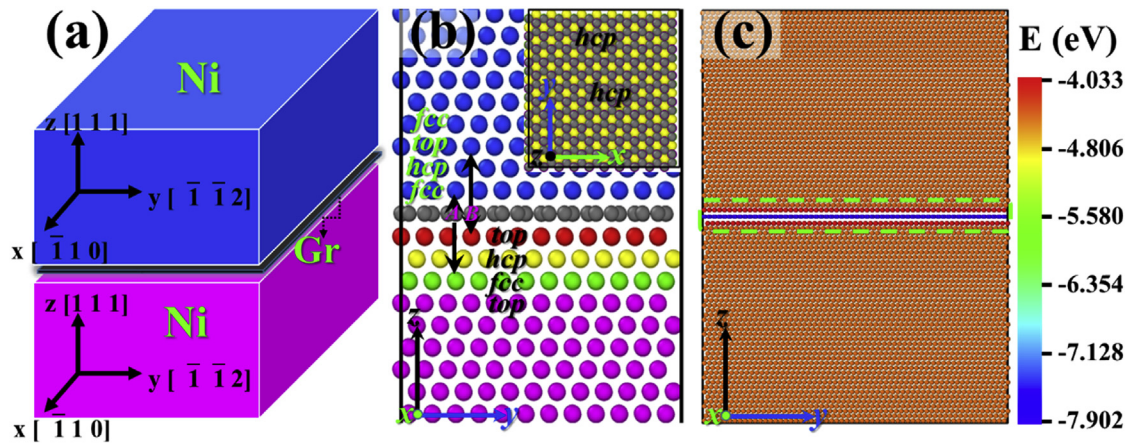 (a)
Ni
z [1 1 1]
y [ 1̄ 1̄ 2]
x [ 1̄ 1 0]
Gr
Ni
z [1 1 1]
y [ 1̄ 1̄ 2]
x [ 1̄ 1 0]
(b)
hcp
hcp
z
x
fcc
top
hcp
fcc
A B
top
hcp
fcc
top
z
x
y
(c)
z
x
y
E (eV)
-4.033
-4.806
-5.580
-6.354
-7.128
-7.902